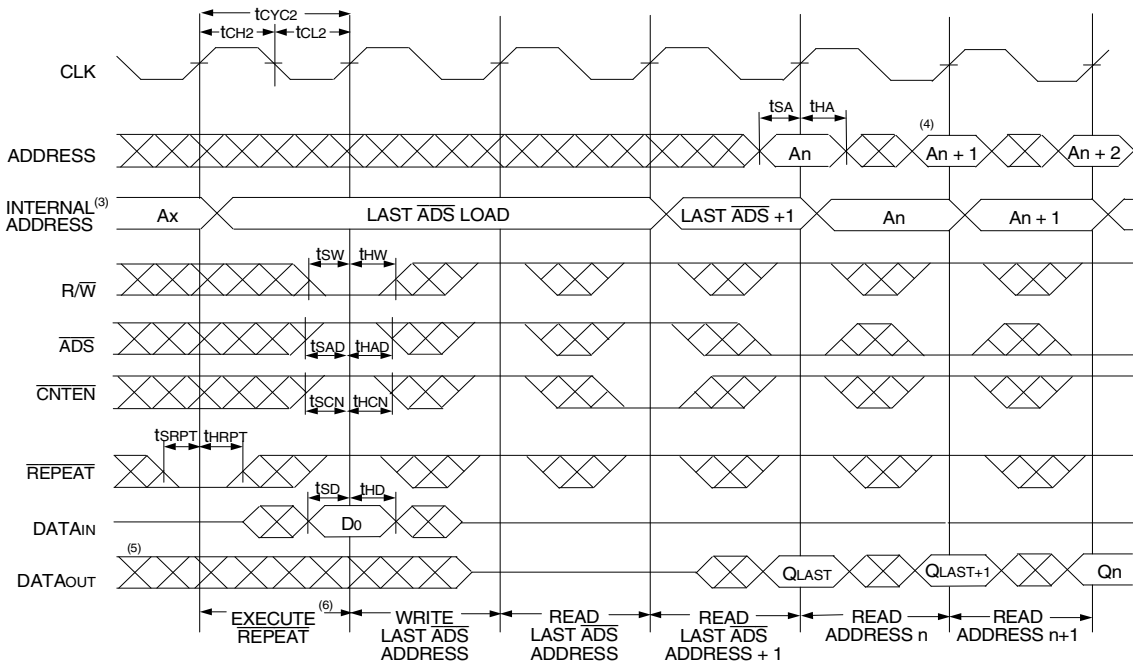 tCYC2
tCH2 tCL2
CLK
tSA tHA
ADDRESS An (4) An + 1 An + 2
INTERNAL(3) ADDRESS Ax LAST ADS LOAD LAST ADS +1 An An + 1
tSW tHW
R/W
ADS
tSAD tHAD
CNTEN
tSCN tHCN
tSRPT tHRPT
REPEAT
tSD tHD
DATAIN D0
(5)
DATAOUT QLAST QLAST+1 Qn
EXECUTE(6) REPEAT
WRITE LAST ADS ADDRESS
READ LAST ADS ADDRESS
READ LAST ADS ADDRESS + 1
READ ADDRESS n
READ ADDRESS n+1